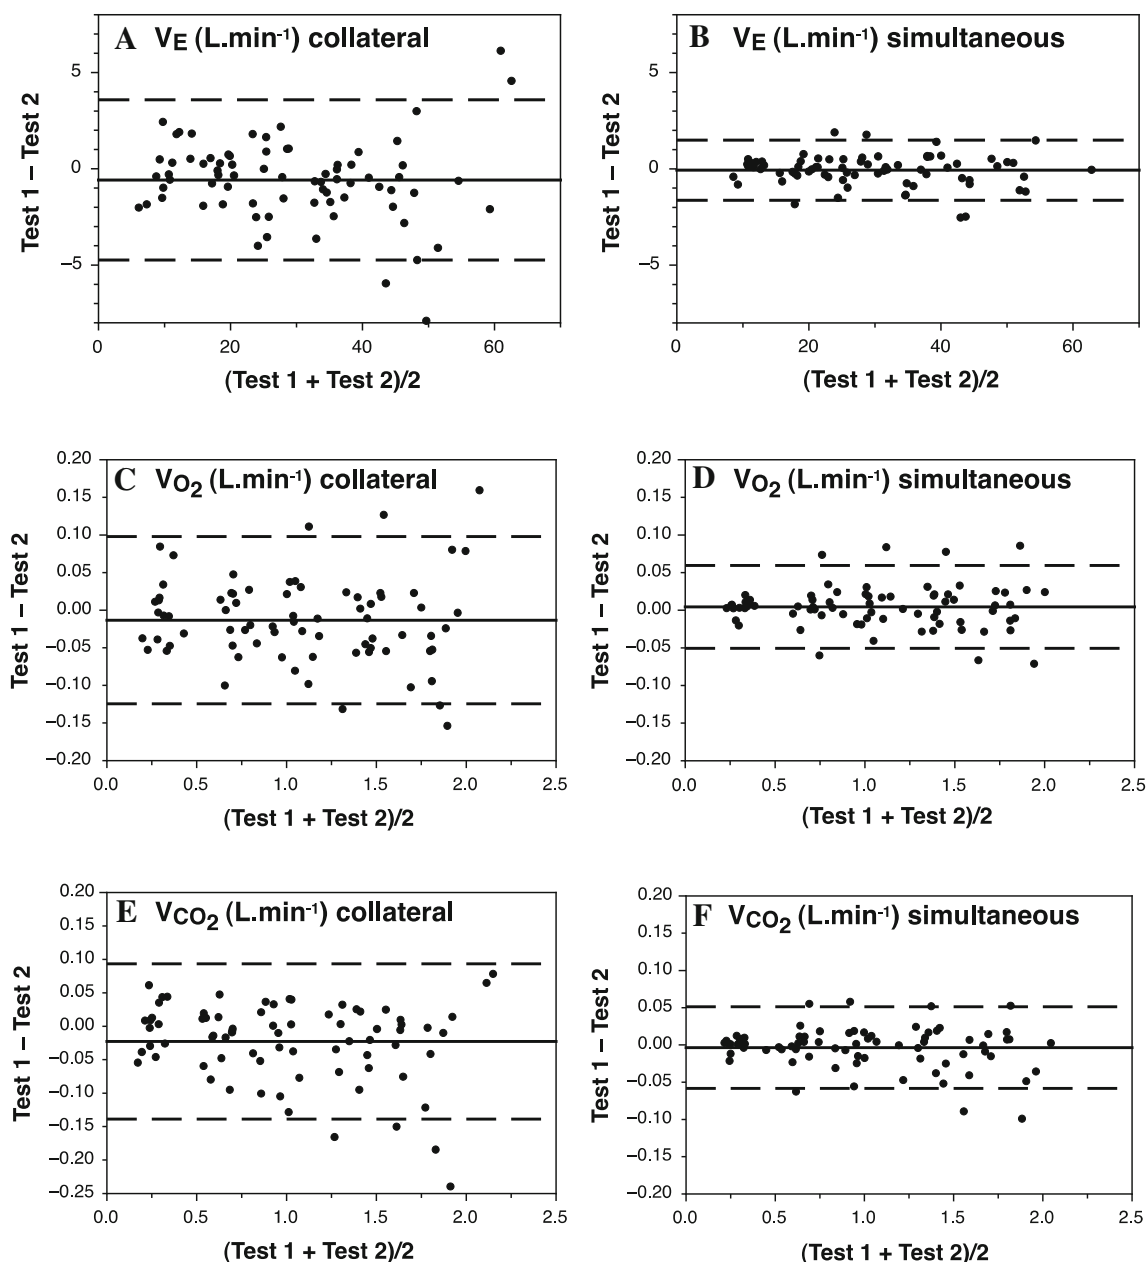 A V_E (L.min⁻¹) collateral
5
0
−5
Test 1 − Test 2
0 20 40 60
(Test 1 + Test 2)/2
B V_E (L.min⁻¹) simultaneous
5
0
−5
Test 1 − Test 2
0 20 40 60
(Test 1 + Test 2)/2
C V_O₂ (L.min⁻¹) collateral
0.20
0.15
0.10
0.05
0.00
−0.05
−0.10
−0.15
−0.20
Test 1 − Test 2
0.0 0.5 1.0 1.5 2.0 2.5
(Test 1 + Test 2)/2
D V_O₂ (L.min⁻¹) simultaneous
0.20
0.15
0.10
0.05
0.00
−0.05
−0.10
−0.15
−0.20
Test 1 − Test 2
0.0 0.5 1.0 1.5 2.0 2.5
(Test 1 + Test 2)/2
E V_CO₂ (L.min⁻¹) collateral
0.20
0.15
0.10
0.05
0.00
−0.05
−0.10
−0.15
−0.20
−0.25
Test 1 − Test 2
0.0 0.5 1.0 1.5 2.0 2.5
(Test 1 + Test 2)/2
F V_CO₂ (L.min⁻¹) simultaneous
0.20
0.15
0.10
0.05
0.00
−0.05
−0.10
−0.15
−0.20
Test 1 − Test 2
0.0 0.5 1.0 1.5 2.0 2.5
(Test 1 + Test 2)/2